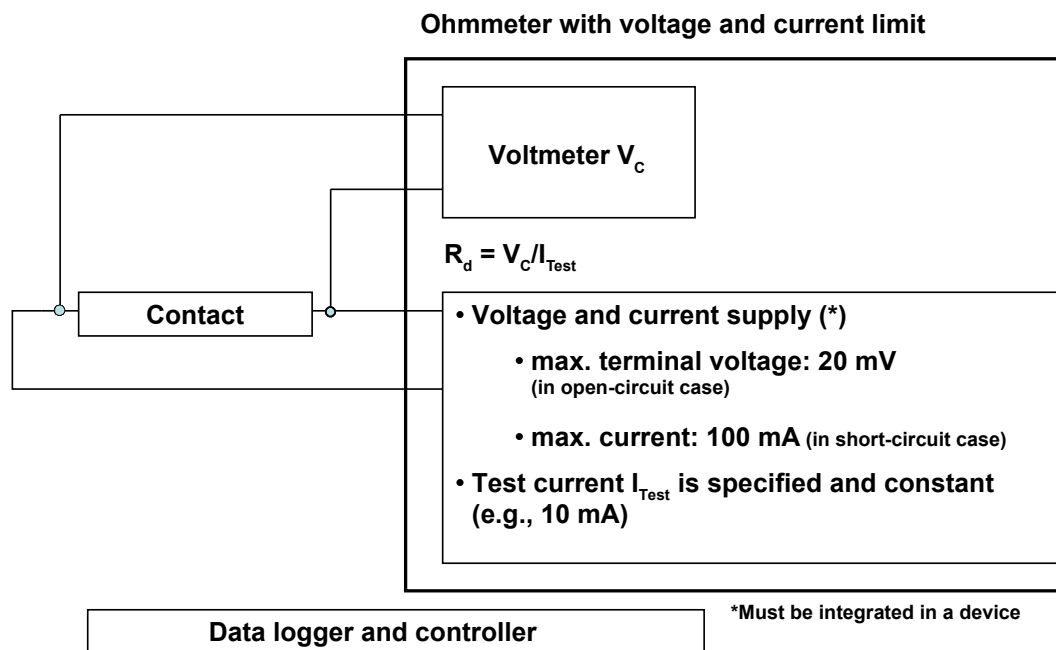 Ohmmeter with voltage and current limit
Voltmeter V_C
R_d = V_C/I_Test
Contact
• Voltage and current supply (*)
• max. terminal voltage: 20 mV
(in open-circuit case)
• max. current: 100 mA (in short-circuit case)
• Test current I_Test is specified and constant
(e.g., 10 mA)
*Must be integrated in a device
Data logger and controller